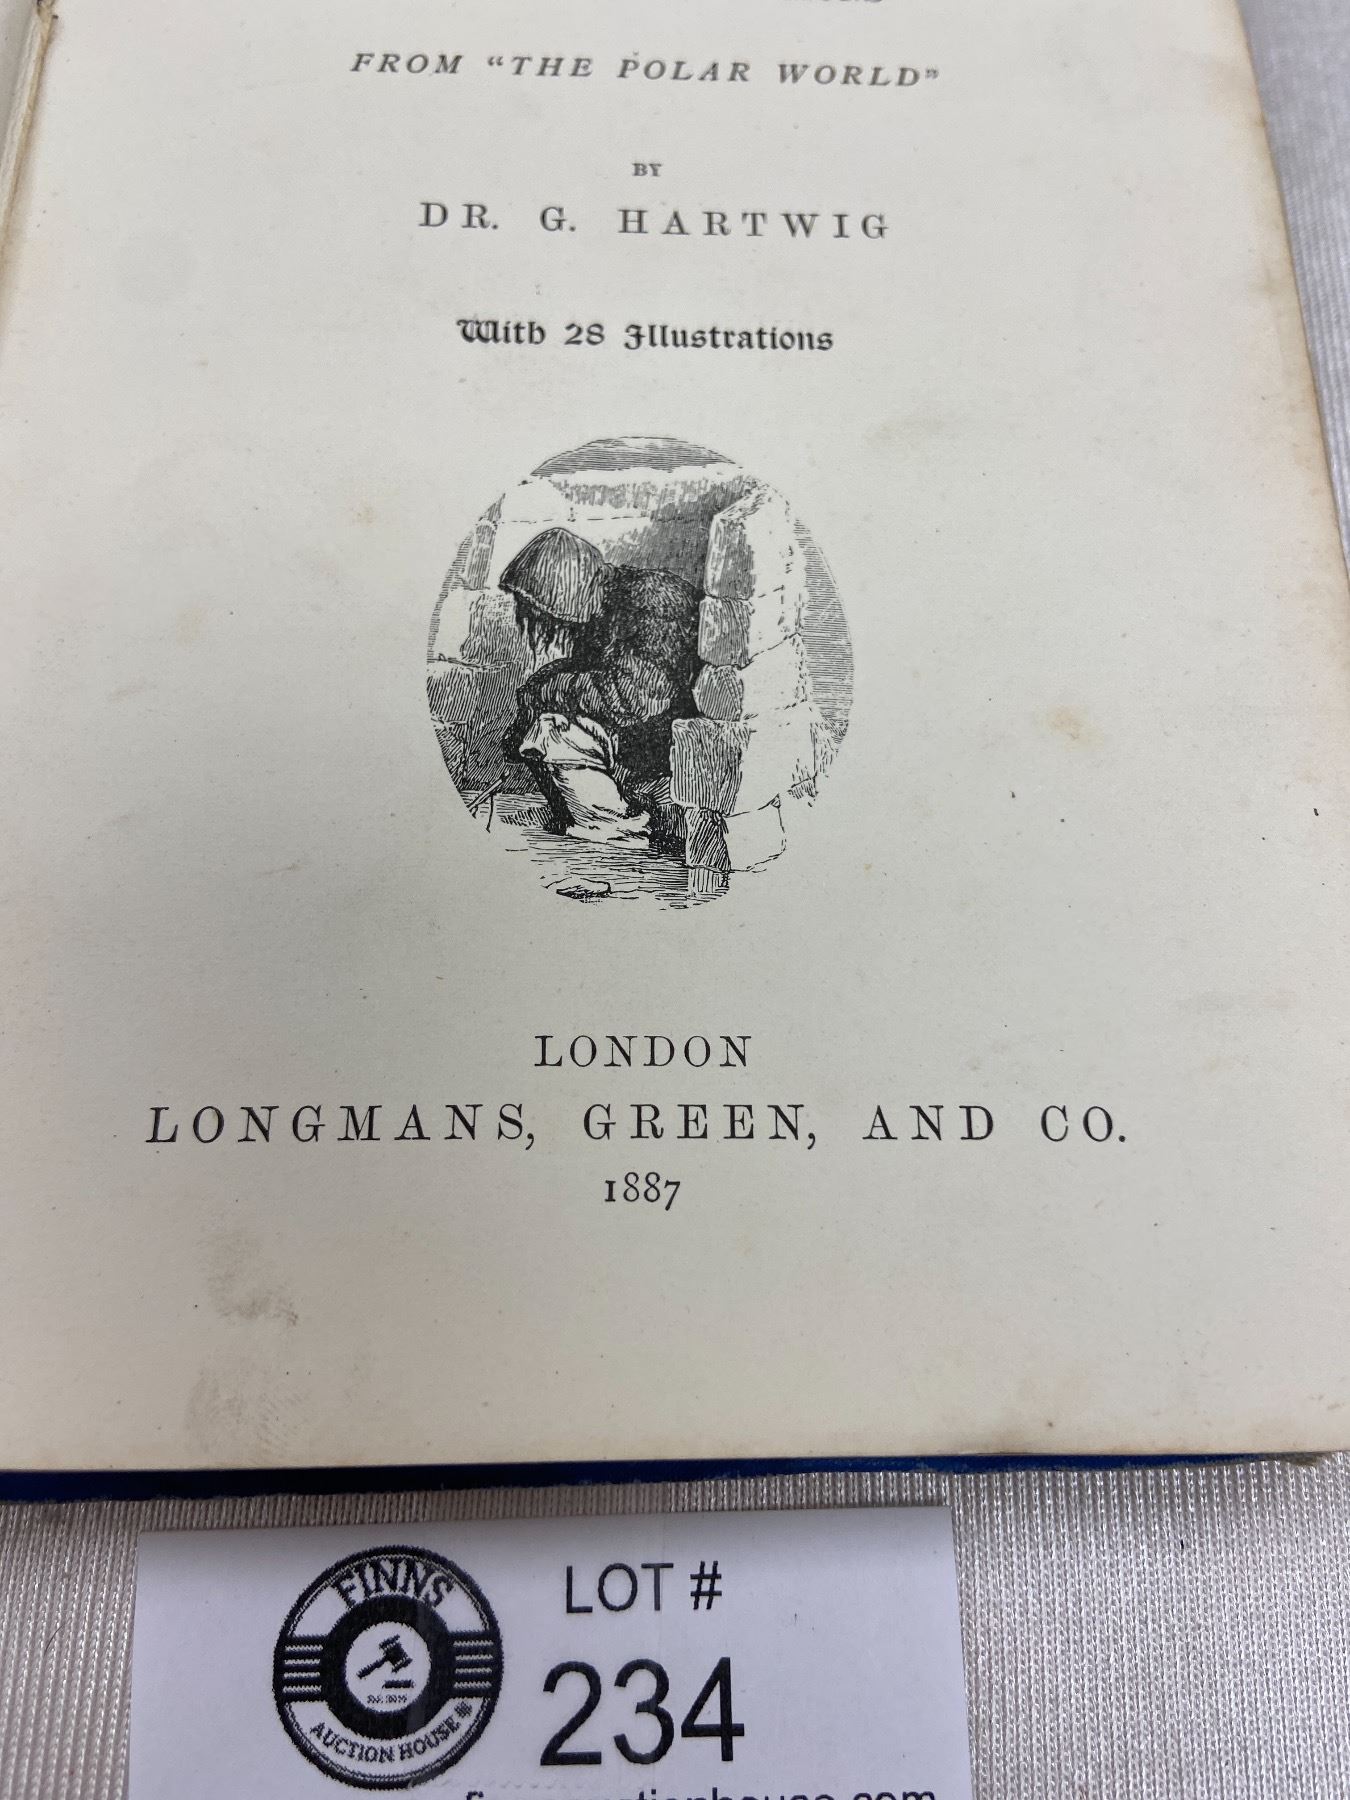 FROM "THE POLAR WORLD"
BY
DR. G. HARTWIG
With 28 Illustrations
LONDON
LONGMANS, GREEN, AND CO.
1887
FINNS
AUCTION HOUSE
LOT #
234